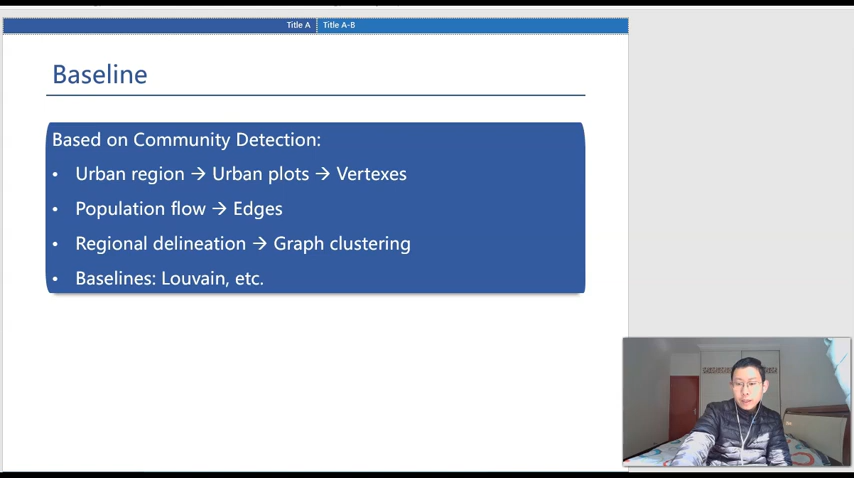 Title A
Title A-B
Baseline
Based on Community Detection:
• Urban region → Urban plots → Vertexes
• Population flow → Edges
• Regional delineation → Graph clustering
• Baselines: Louvain, etc.